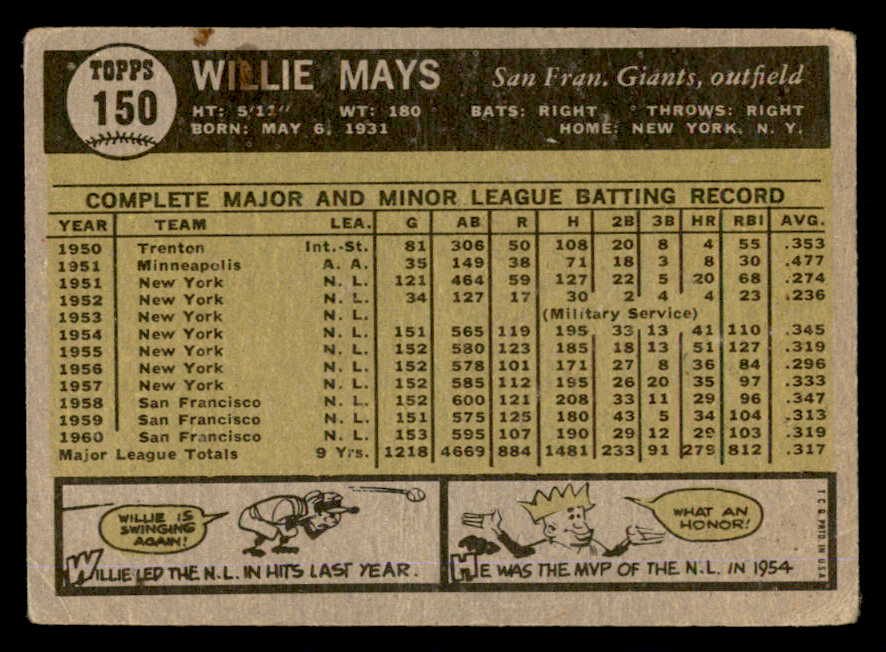 TOPPS
150
WILLIE MAYS San Fran. Giants, outfield
HT: 5'11" WT: 180 BATS: RIGHT THROWS: RIGHT
BORN: MAY 6, 1931 HOME: NEW YORK, N. Y.
COMPLETE MAJOR AND MINOR LEAGUE BATTING RECORD
YEAR TEAM LEA. G AB R H 2B 3B HR RBI AVG.
1950 Trenton Int.-St. 81 306 50 108 20 8 4 55 .353
1951 Minneapolis A. A. 35 149 38 71 18 3 8 30 .477
1951 New York N. L. 121 464 59 127 22 5 20 68 .274
1952 New York N. L. 34 127 17 30 2 4 4 23 .236
1953 New York N. L. (Military Service)
1954 New York N. L. 151 565 119 195 33 13 41 110 .345
1955 New York N. L. 152 580 123 185 18 13 51 127 .319
1956 New York N. L. 152 578 101 171 27 8 36 84 .296
1957 New York N. L. 152 585 112 195 26 20 35 97 .333
1958 San Francisco N. L. 152 600 121 208 33 11 29 96 .347
1959 San Francisco N. L. 151 575 125 180 43 5 34 104 .313
1960 San Francisco N. L. 153 595 107 190 29 12 29 103 .319
Major League Totals 9 Yrs. 1218 4669 884 1481 233 91 279 812 .317
WILLIE IS
SWINGING
AGAIN!
WILLIE LED THE N.L. IN HITS LAST YEAR.
WHAT AN
HONOR!
HE WAS THE MVP OF THE N.L. IN 1954
T.C.G. PRTD. IN U.S.A.